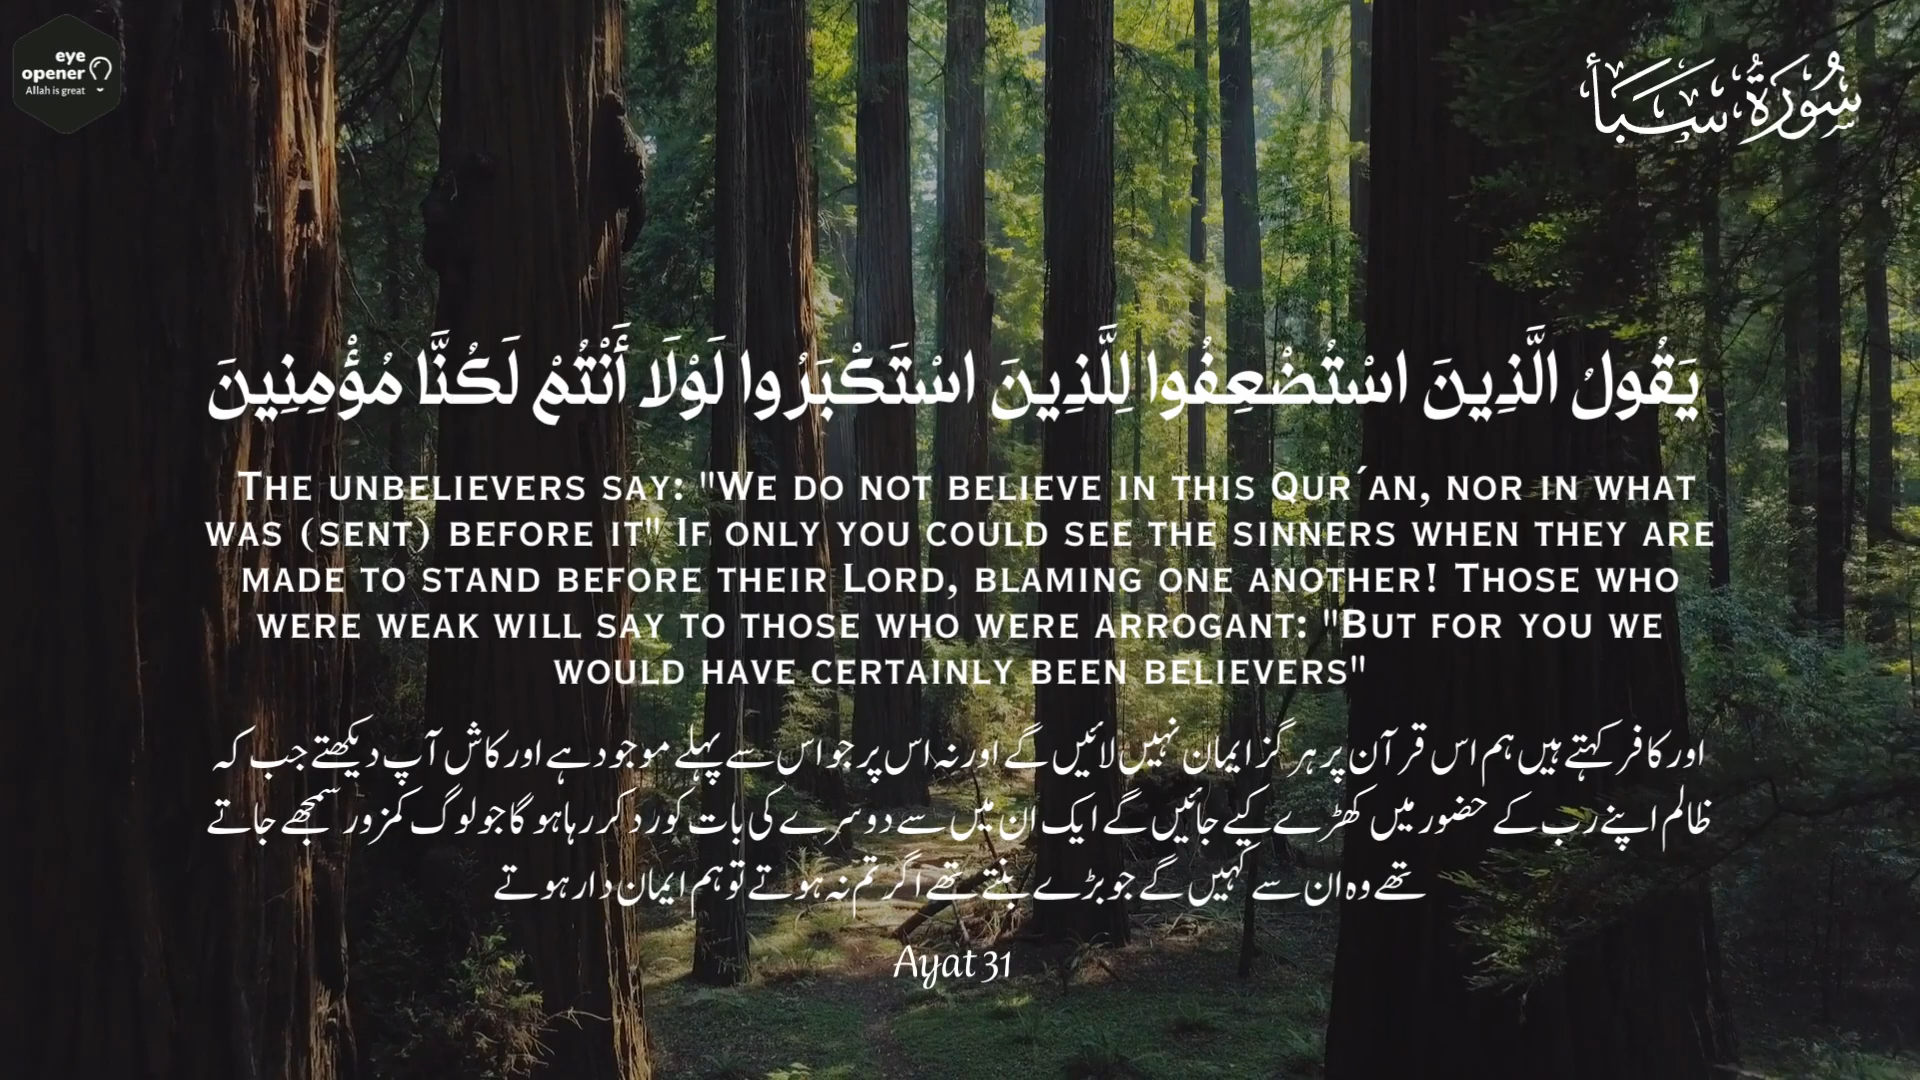 eye
opener
Allah is great
سُورَةُ سَبَأ
يَقُولُ الَّذِينَ اسْتُضْعِفُوا لِلَّذِينَ اسْتَكْبَرُوا لَوْلَا أَنْتُمْ لَكُنَّا مُؤْمِنِينَ
The unbelievers say: "We do not believe in this Qur´an, nor in what
was (sent) before it" If only you could see the sinners when they are
made to stand before their Lord, blaming one another! Those who
were weak will say to those who were arrogant: "But for you we
would have certainly been believers"
اور کافر کہتے ہیں ہم اس قرآن پر ہرگز ایمان نہیں لائیں گے اور نہ اس پر جو اس سے پہلے موجود ہے اور کاش آپ دیکھتے جب کہ
ظالم اپنے رب کے حضور میں کھڑے کیے جائیں گے ایک ان میں سے دوسرے کی بات کو رد کر رہا ہو گا جو لوگ کمزور سمجھے جاتے
تھے وہ ان سے کہیں گے جو بڑے بنتے تھے اگر تم نہ ہوتے تو ہم ایمان دار ہوتے
Ayat 31